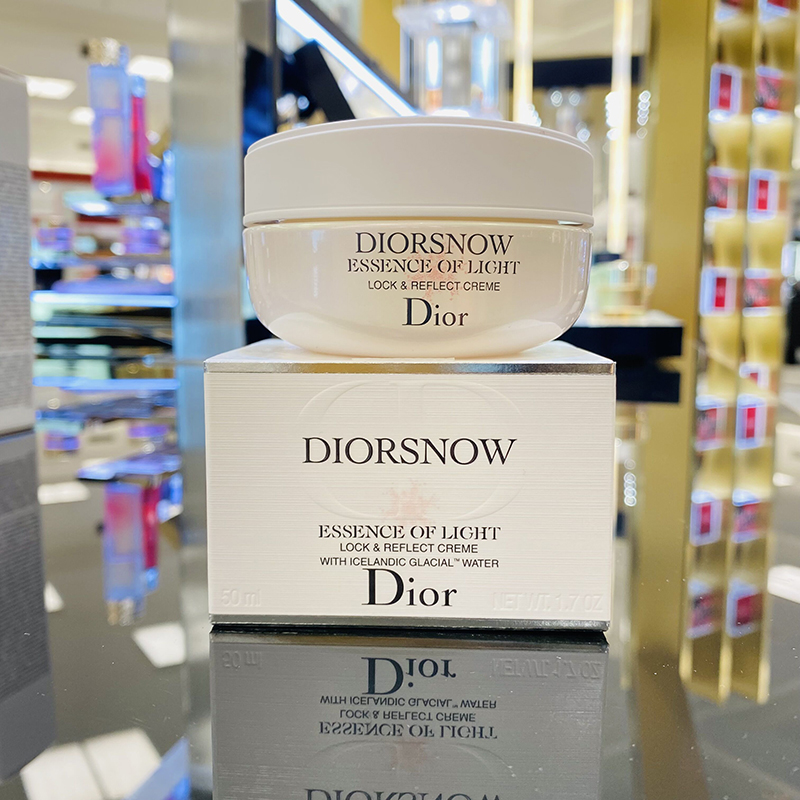 DIORSNOW
ESSENCE OF LIGHT
LOCK & REFLECT CREME
Dior
DIORSNOW
ESSENCE OF LIGHT
LOCK & REFLECT CREME
WITH ICELANDIC GLACIAL™ WATER
Dior
50 ml NET WT. 1.7 OZ